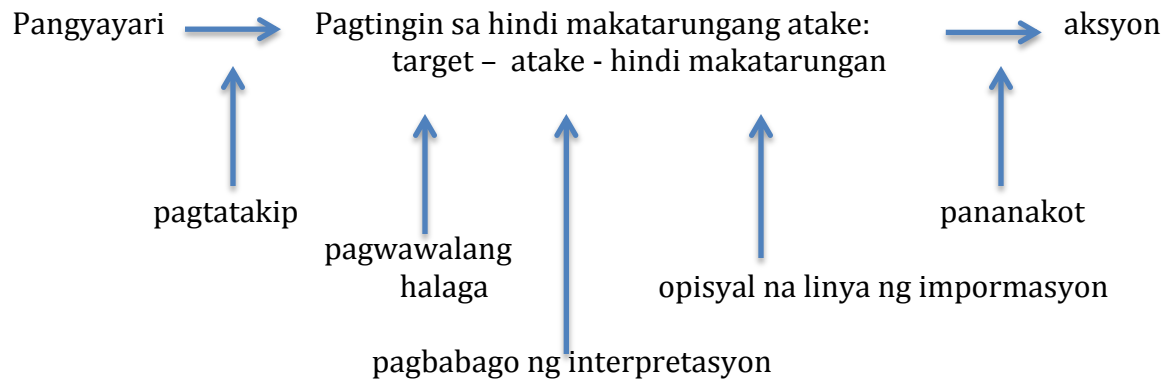 Pangyayari Pagtingin sa hindi makatarungang atake: aksyon
target – atake - hindi makatarungan
pagtatakip pananakot
pagwawalang
halaga opisyal na linya ng impormasyon
pagbabago ng interpretasyon